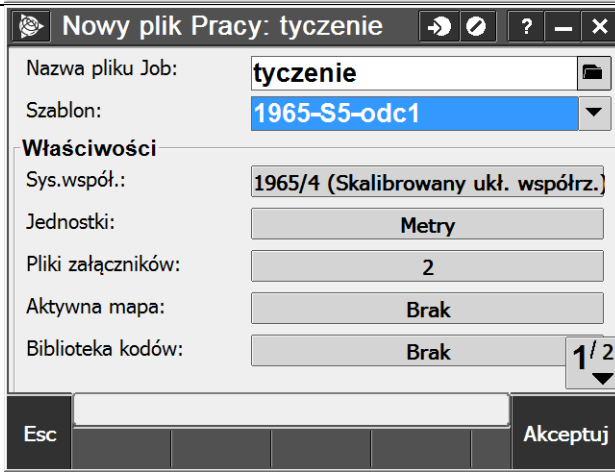 Nowy plik Pracy: tyczenie ? – X
Nazwa pliku Job: tyczenie
Szablon: 1965-S5-odc1
Właściwości
Sys.współ.: 1965/4 (Skalibrowany ukł. współrz.)
Jednostki: Metry
Pliki załączników: 2
Aktywna mapa: Brak
Biblioteka kodów: Brak
1/2
Esc Akceptuj